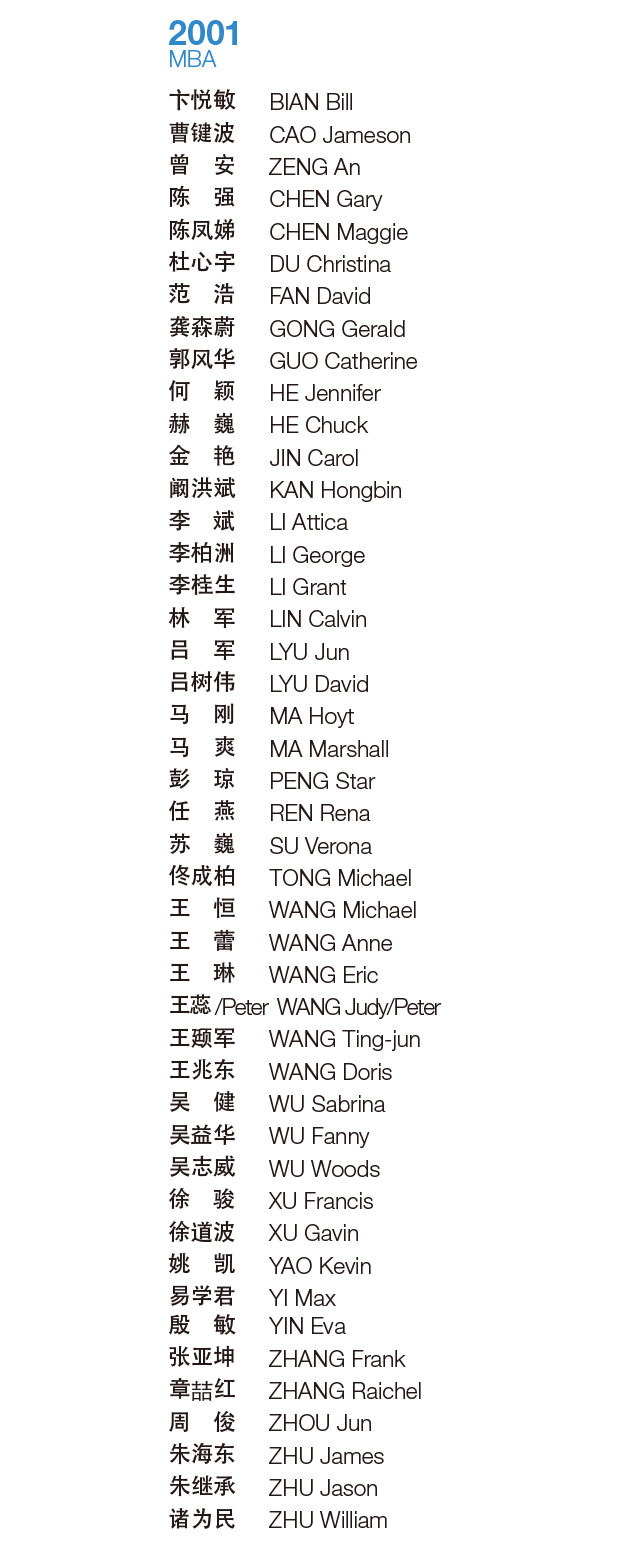 2001
MBA
卞悦敏 BIAN Bill
曹键波 CAO Jameson
曾 安 ZENG An
陈 强 CHEN Gary
陈凤娣 CHEN Maggie
杜心宇 DU Christina
范 浩 FAN David
龚森蔚 GONG Gerald
郭风华 GUO Catherine
何 颖 HE Jennifer
赫 巍 HE Chuck
金 艳 JIN Carol
阚洪斌 KAN Hongbin
李 斌 LI Attica
李柏洲 LI George
李桂生 LI Grant
林 军 LIN Calvin
吕 军 LYU Jun
吕树伟 LYU David
马 刚 MA Hoyt
马 爽 MA Marshall
彭 琼 PENG Star
任 燕 REN Rena
苏 巍 SU Verona
佟成柏 TONG Michael
王 恒 WANG Michael
王 蕾 WANG Anne
王 琳 WANG Eric
王蕊/Peter WANG Judy/Peter
王颋军 WANG Ting-jun
王兆东 WANG Doris
吴 健 WU Sabrina
吴益华 WU Fanny
吴志威 WU Woods
徐 骏 XU Francis
徐道波 XU Gavin
姚 凯 YAO Kevin
易学君 YI Max
殷 敏 YIN Eva
张亚坤 ZHANG Frank
章喆红 ZHANG Raichel
周 俊 ZHOU Jun
朱海东 ZHU James
朱继承 ZHU Jason
诸为民 ZHU William